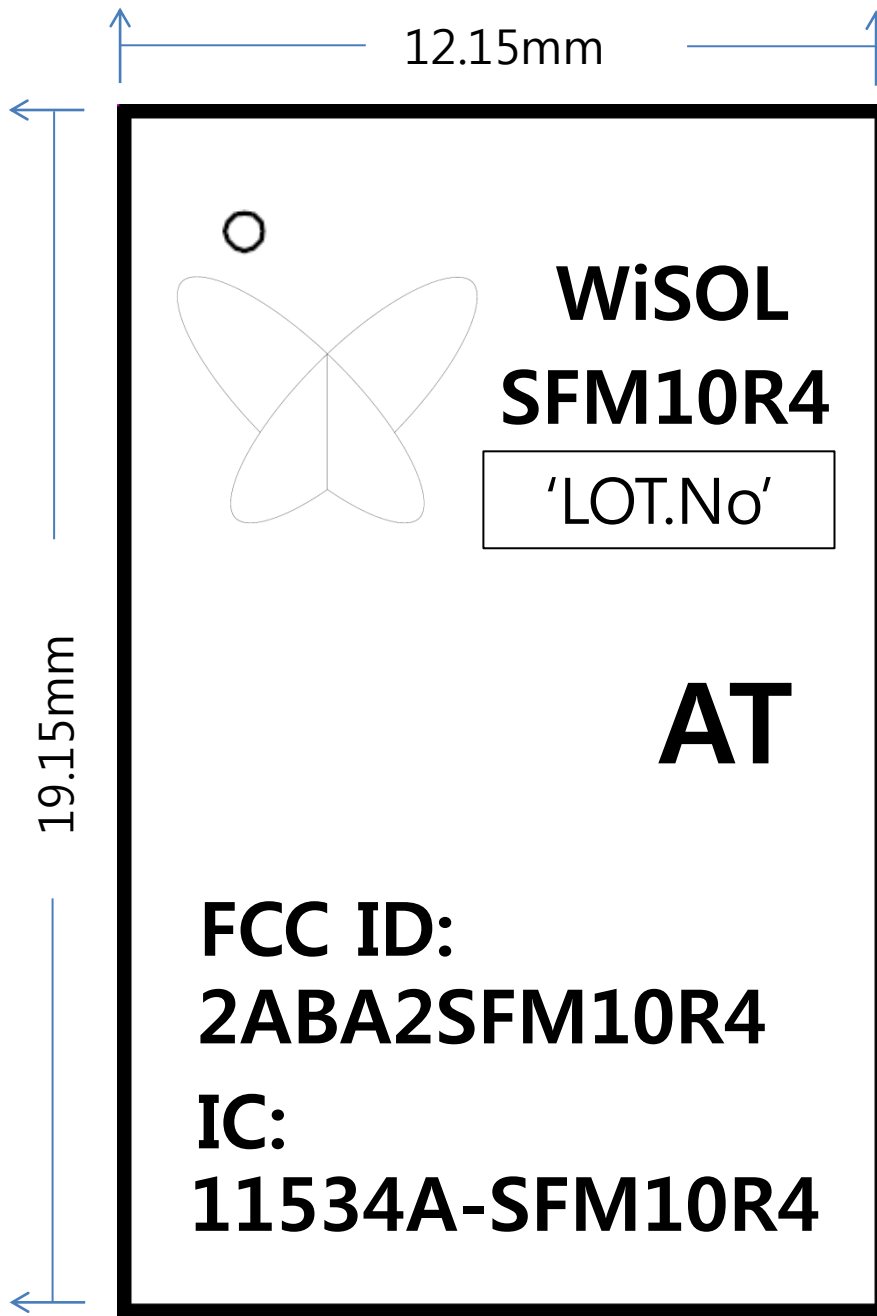 12.15mm
WiSOL
SFM10R4
‘LOT.No’
19.15mm
AT
FCC ID:
2ABA2SFM10R4
IC:
11534A-SFM10R4